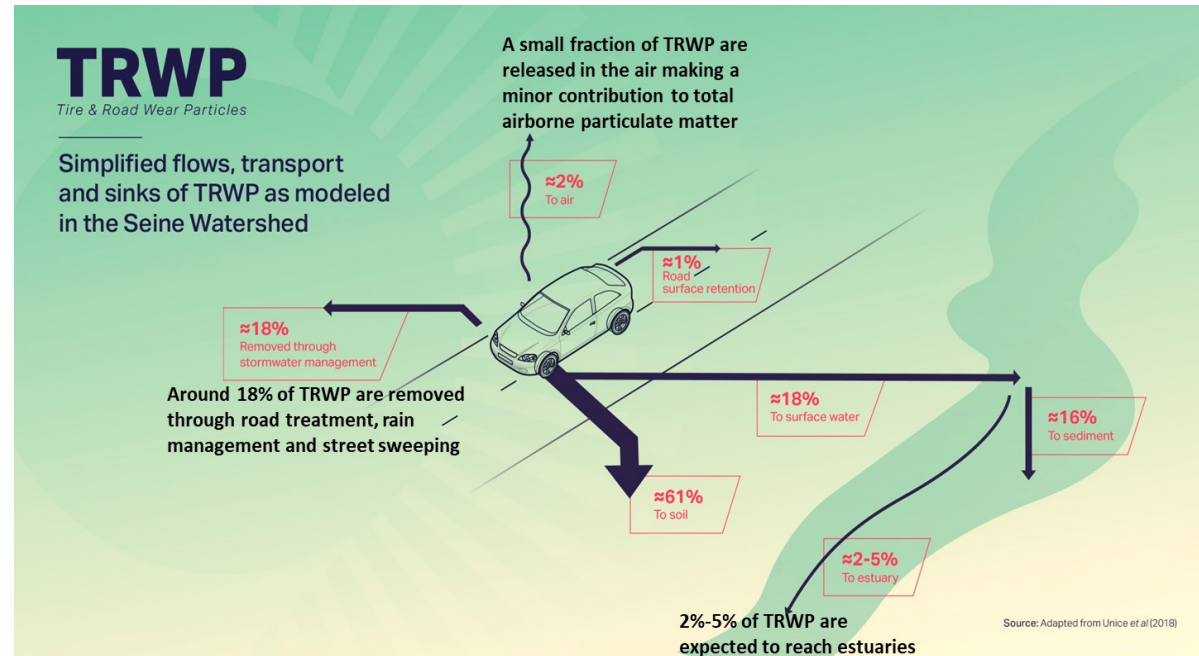 TRWP
Tire & Road Wear Particles
Simplified flows, transport
and sinks of TRWP as modeled
in the Seine Watershed
A small fraction of TRWP are
released in the air making a
minor contribution to total
airborne particulate matter
≈2%
To air
≈1%
Road
surface retention
≈18%
Removed through
stormwater management
Around 18% of TRWP are removed
through road treatment, rain
management and street sweeping
≈18%
To surface water
≈16%
To sediment
≈61%
To soil
≈2-5%
To estuary
2%-5% of TRWP are
expected to reach estuaries
Source: Adapted from Unice et al (2018)